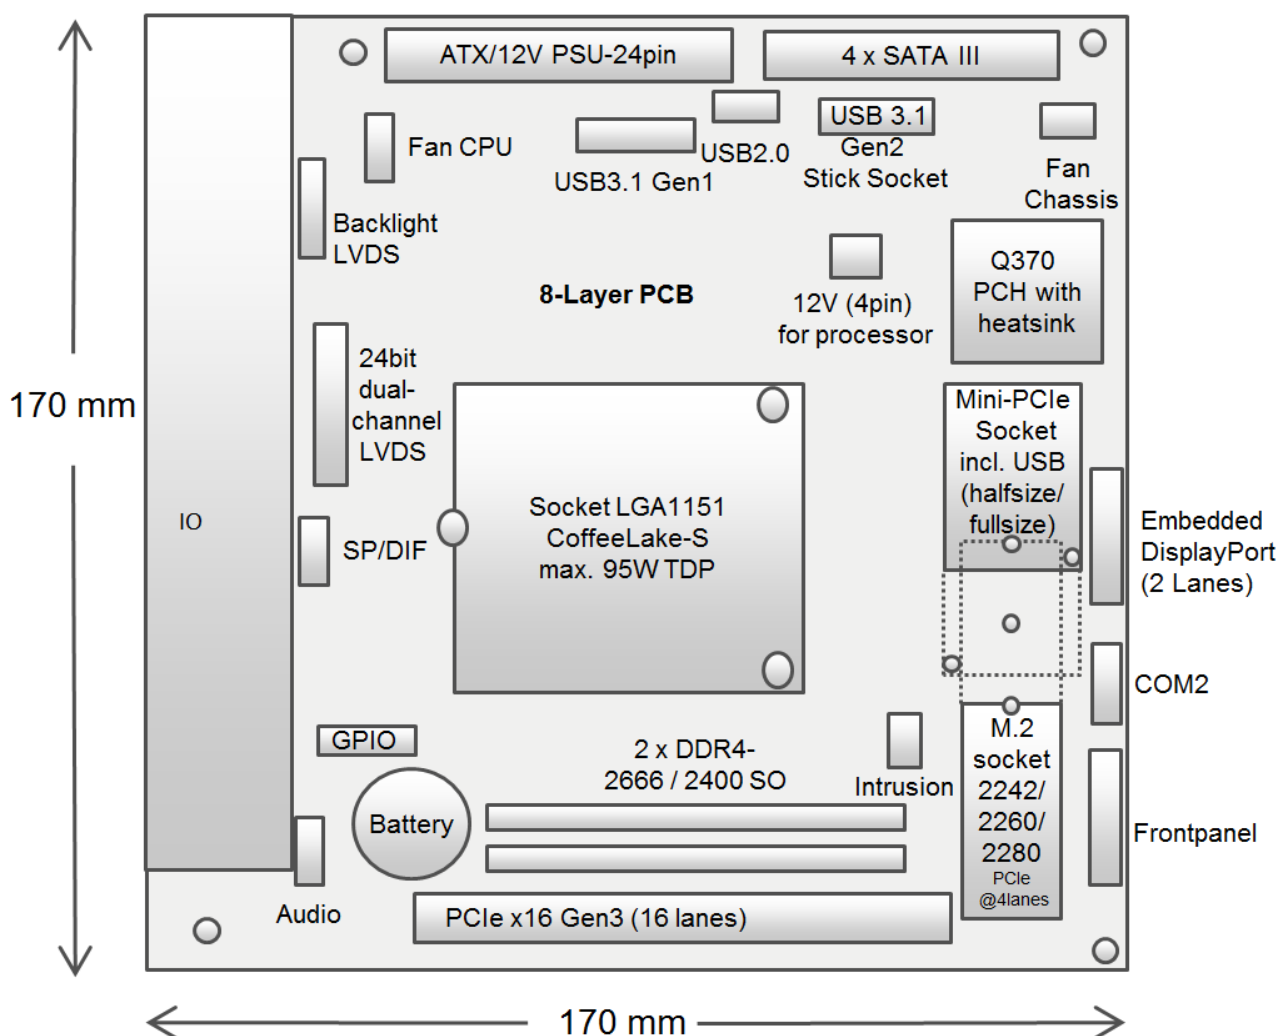 ATX/12V PSU-24pin
4 x SATA III
Fan CPU
USB3.1 Gen1
USB2.0
USB 3.1
Gen2
Stick Socket
Fan
Chassis
Backlight
LVDS
8-Layer PCB
12V (4pin)
for processor
Q370
PCH with
heatsink
170 mm
24bit
dual-
channel
LVDS
Mini-PCIe
Socket
incl. USB
(halfsize/
fullsize)
IO
SP/DIF
Socket LGA1151
CoffeeLake-S
max. 95W TDP
Embedded
DisplayPort
(2 Lanes)
COM2
GPIO
2 x DDR4-
2666 / 2400 SO
Intrusion
M.2
socket
2242/
2260/
2280
PCIe
@4lanes
Battery
Frontpanel
Audio
PCIe x16 Gen3 (16 lanes)
170 mm